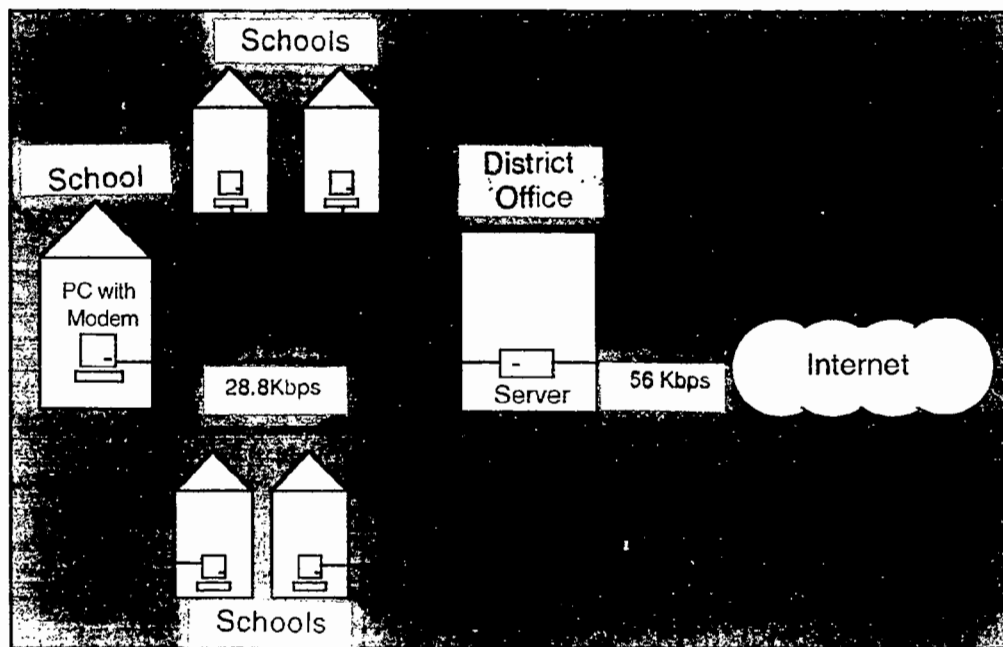 Schools
School
District
Office
PC with
Modem
28.8Kbps
Server
56 Kbps
Internet
Schools